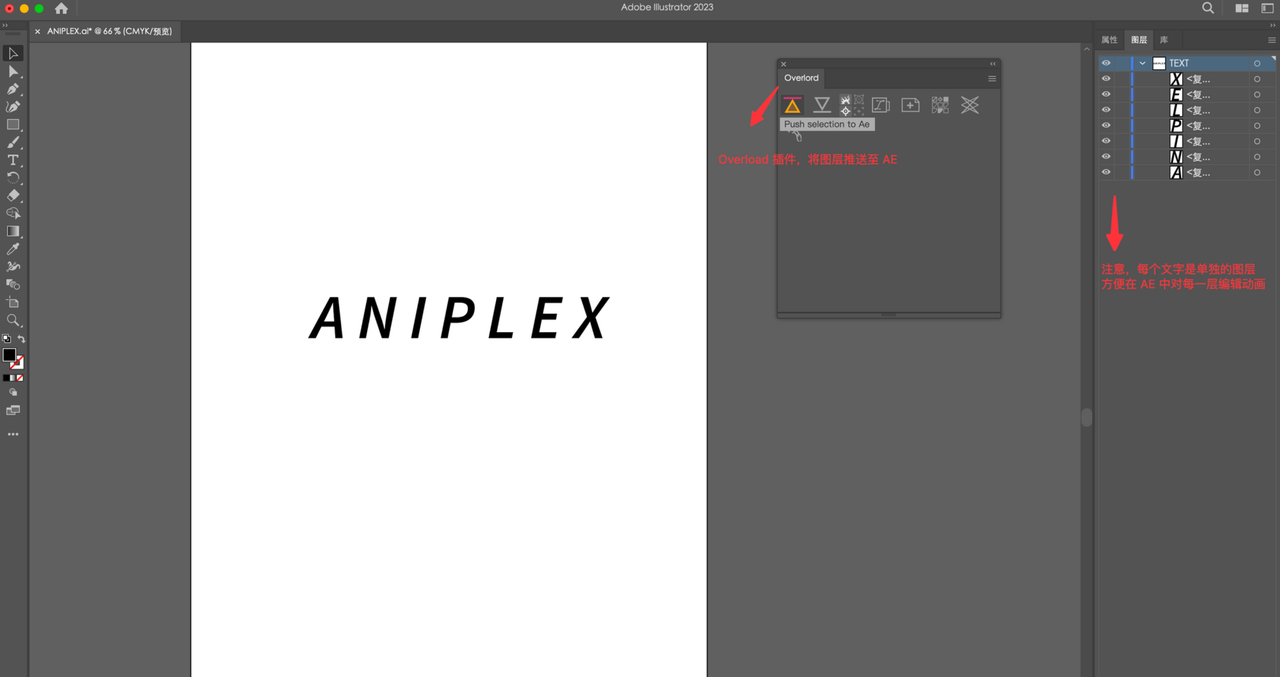 Adobe Illustrator 2023
ANIPLEX.ai* @ 66 % (CMYK/预览)
属性 图层 库
TEXT
<复...
<复...
<复...
<复...
<复...
<复...
<复...
Overlord
Push selection to Ae
Overload 插件，将图层推送至 AE
注意，每个文字是单独的图层
方便在 AE 中对每一层编辑动画
ANIPLEX